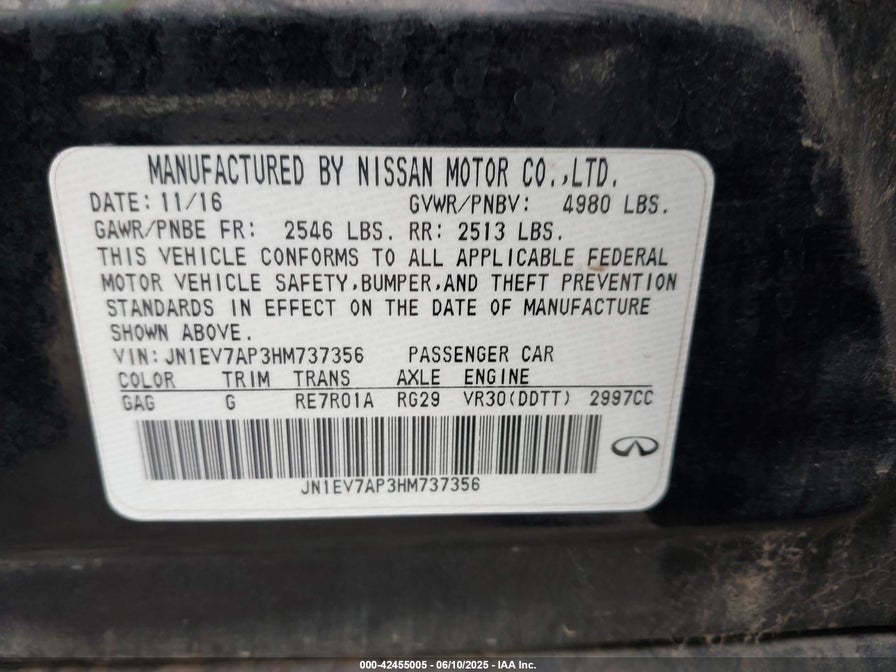 MANUFACTURED BY NISSAN MOTOR CO.,LTD.
DATE: 11/16 GVWR/PNBV: 4980 LBS.
GAWR/PNBE FR: 2546 LBS. RR: 2513 LBS.
THIS VEHICLE CONFORMS TO ALL APPLICABLE FEDERAL
MOTOR VEHICLE SAFETY,BUMPER,AND THEFT PREVENTION
STANDARDS IN EFFECT ON THE DATE OF MANUFACTURE
SHOWN ABOVE.
VIN: JN1EV7AP3HM737356 PASSENGER CAR
COLOR TRIM TRANS AXLE ENGINE
GAG G RE7R01A RG29 VR30(DDTT) 2997CC
JN1EV7AP3HM737356
000-42455005 - 06/10/2025 - IAA Inc.